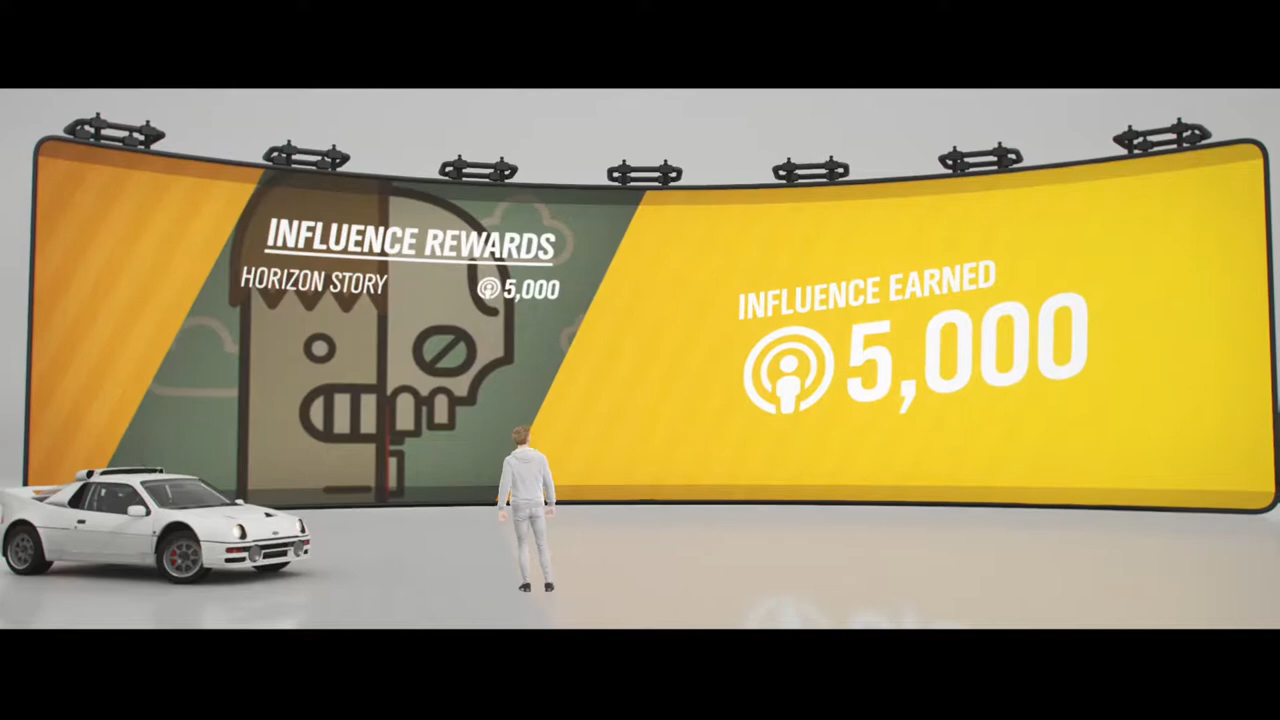 INFLUENCE REWARDS
HORIZON STORY 5,000
INFLUENCE EARNED
5,000